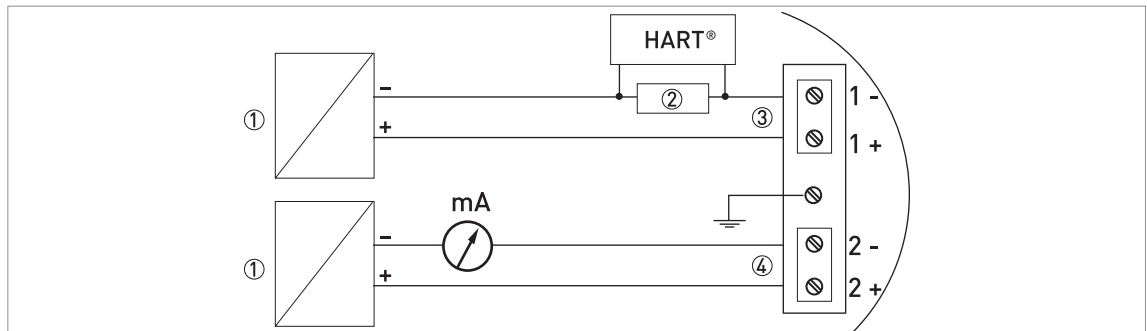 HART®
− ② 1 -
① ③
+ 1 +
mA
− 2 -
① ④
+ 2 +